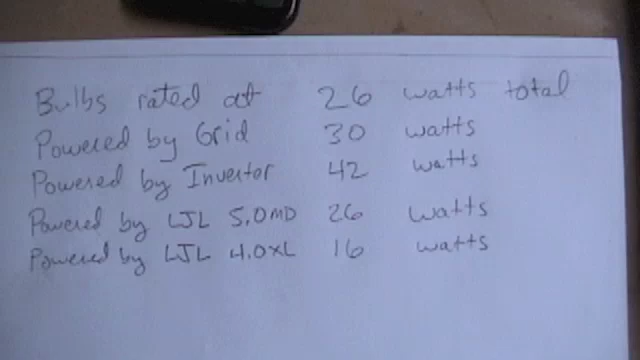 Bulbs rated at 26 watts total
Powered by Grid 30 watts
Powered by Invertor 42 watts
Powered by LJL 5.0MD 26 watts
Powered by LJL 4.0XL 16 watts